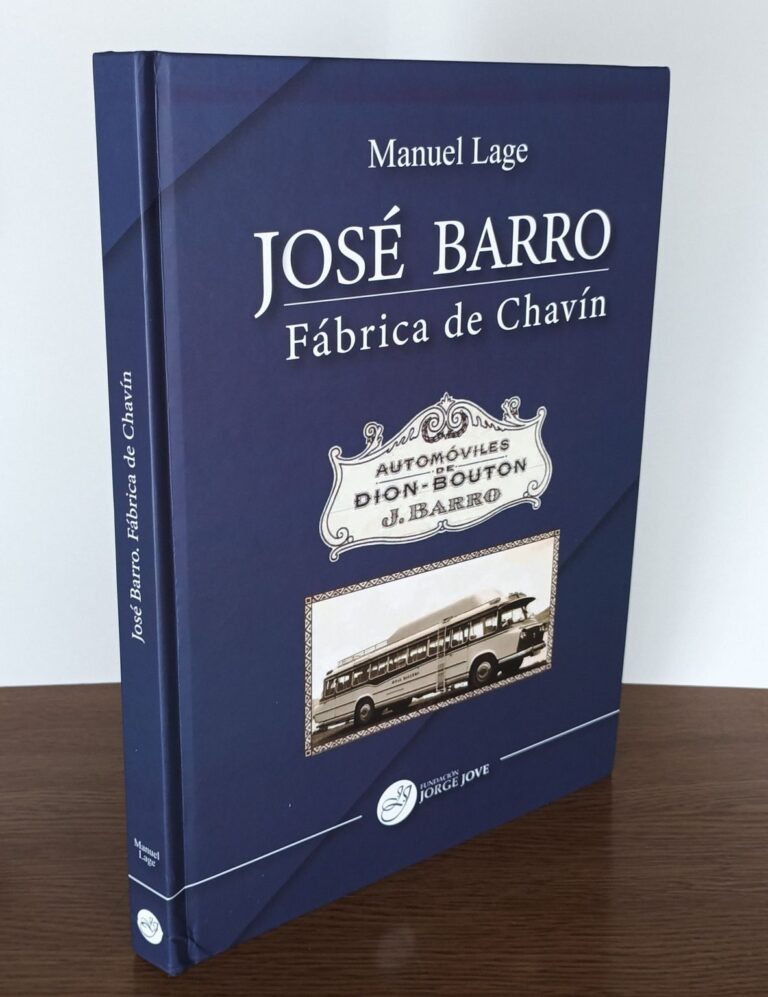 Manuel Lage
JOSÉ BARRO
Fábrica de Chavín
AUTOMÓVILES
DE
DION-BOUTON
J. BARRO
FUNDACIÓN
JORGE JOVE
José Barro. Fábrica de Chavín
Manuel
Lage